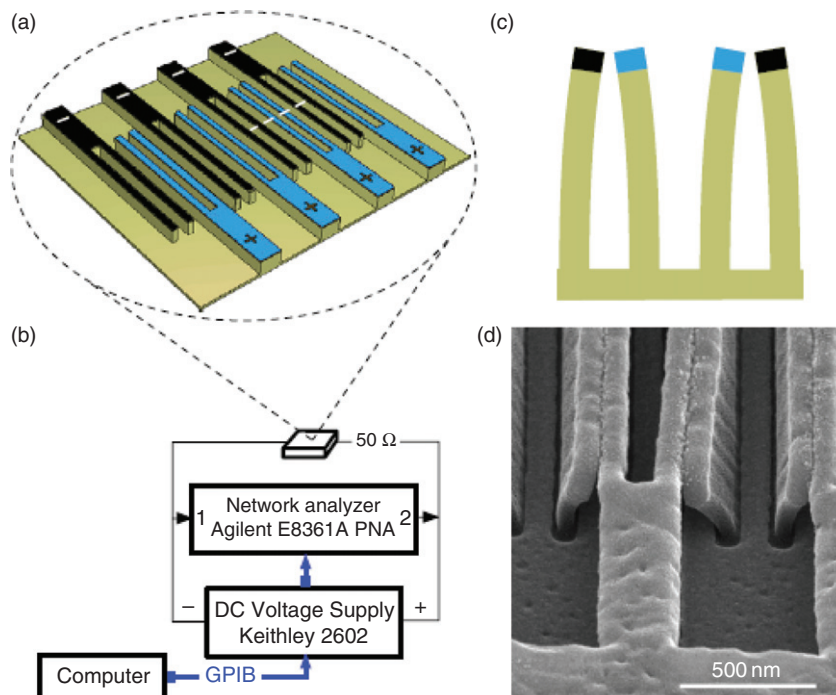 (a)
(c)
− − − −
+ + + +
(b)
(d)
50 Ω
1 Network analyzer 2
Agilent E8361A PNA
− DC Voltage Supply +
Keithley 2602
Computer
GPIB
500 nm